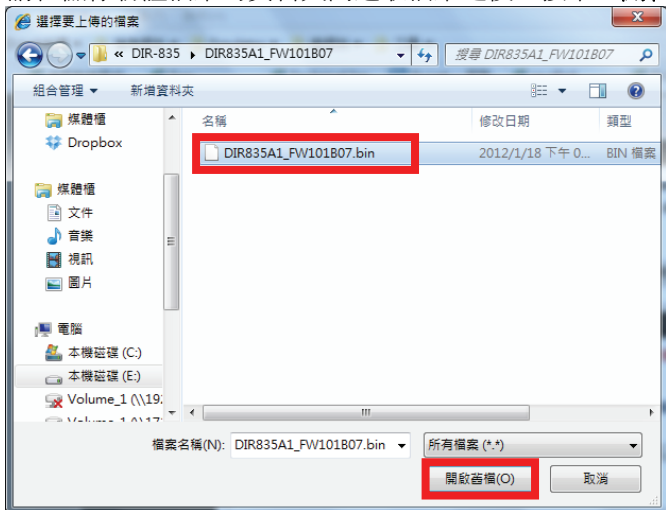 選擇要上傳的檔案
« DIR-835 ▸ DIR835A1_FW101B07
搜尋 DIR835A1_FW101B07
組合管理 ▼ 新增資料夾
媒體櫃
Dropbox
媒體櫃
文件
音樂
視訊
圖片
電腦
本機磁碟 (C:)
本機磁碟 (E:)
Volume_1 (\\19
名稱 修改日期 類型
DIR835A1_FW101B07.bin 2012/1/18 下午 0... BIN 檔案
檔案名稱(N): DIR835A1_FW101B07.bin 所有檔案 (*.*)
開啟舊檔(O) 取消